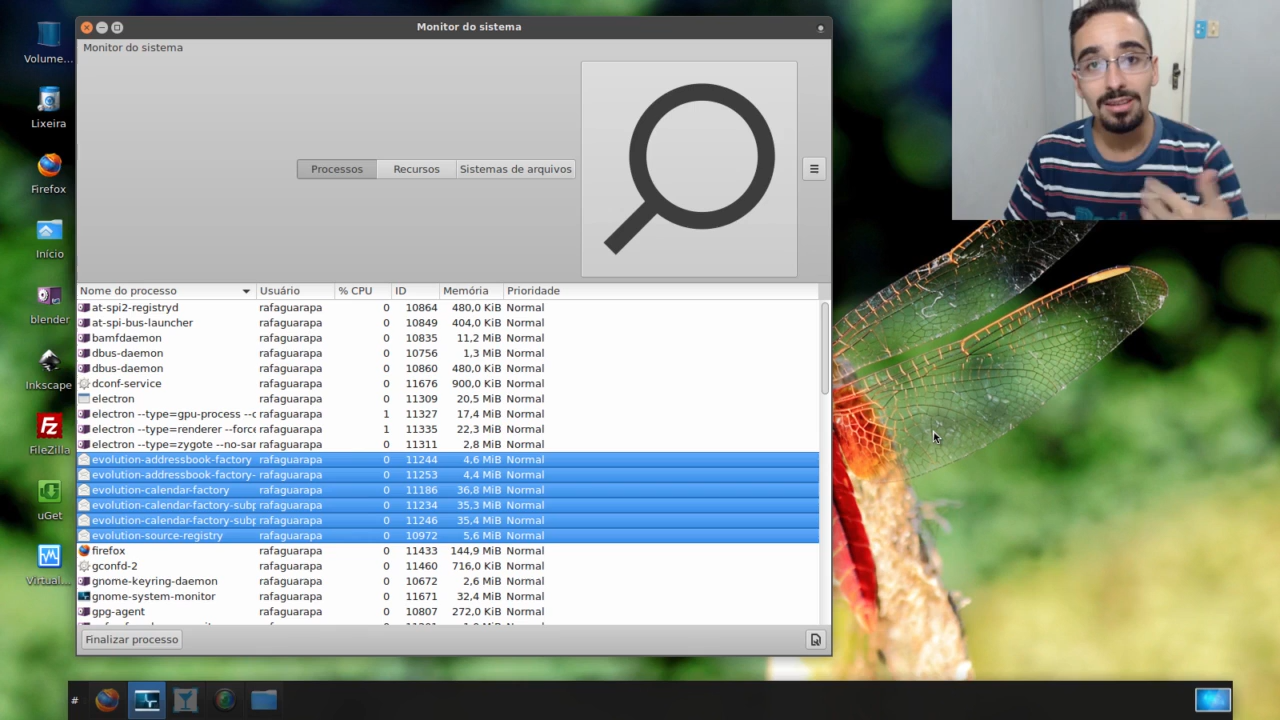 Monitor do sistema
Monitor do sistema
Processos Recursos Sistemas de arquivos
Volume...
Lixeira
Firefox
Início
blender
Inkscape
FileZilla
uGet
Virtual...
Nome do processo Usuário % CPU ID Memória Prioridade
at-spi2-registryd rafaguarapa 0 10864 480,0 KiB Normal
at-spi-bus-launcher rafaguarapa 0 10849 404,0 KiB Normal
bamfdaemon rafaguarapa 0 10835 11,2 MiB Normal
dbus-daemon rafaguarapa 0 10756 1,3 MiB Normal
dbus-daemon rafaguarapa 0 10860 480,0 KiB Normal
dconf-service rafaguarapa 0 11676 900,0 KiB Normal
electron rafaguarapa 0 11309 20,5 MiB Normal
electron --type=gpu-process --c rafaguarapa 1 11327 17,4 MiB Normal
electron --type=renderer --force rafaguarapa 1 11335 22,3 MiB Normal
electron --type=zygote --no-sar rafaguarapa 0 11311 2,8 MiB Normal
evolution-addressbook-factory rafaguarapa 0 11244 4,6 MiB Normal
evolution-addressbook-factory- rafaguarapa 0 11253 4,4 MiB Normal
evolution-calendar-factory rafaguarapa 0 11186 36,8 MiB Normal
evolution-calendar-factory-subp rafaguarapa 0 11234 35,3 MiB Normal
evolution-calendar-factory-subp rafaguarapa 0 11246 35,4 MiB Normal
evolution-source-registry rafaguarapa 0 10972 5,6 MiB Normal
firefox rafaguarapa 0 11433 144,9 MiB Normal
gconfd-2 rafaguarapa 0 11460 716,0 KiB Normal
gnome-keyring-daemon rafaguarapa 0 10672 2,6 MiB Normal
gnome-system-monitor rafaguarapa 0 11671 32,4 MiB Normal
gpg-agent rafaguarapa 0 10807 272,0 KiB Normal
Finalizar processo
#